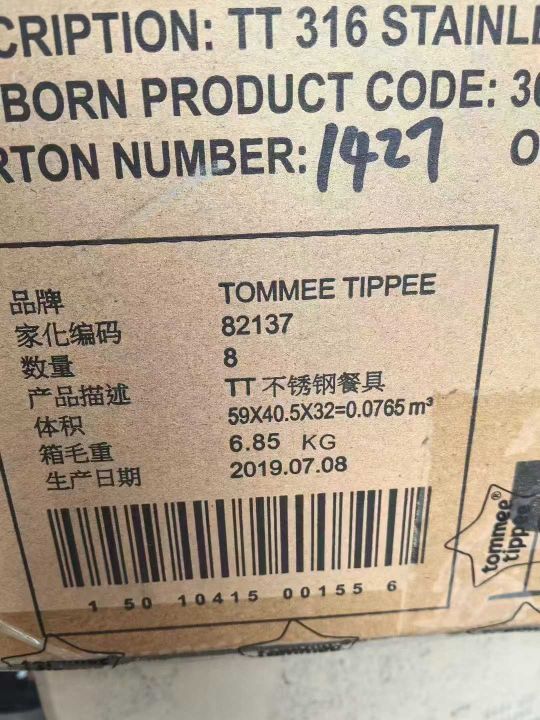 CRIPTION: TT 316 STAINLE
BORN PRODUCT CODE: 30
RTON NUMBER: 1427 O
品牌 TOMMEE TIPPEE
家化编码 82137
数量 8
产品描述 TT 不锈钢餐具
体积 59X40.5X32=0.0765 m³
箱毛重 6.85 KG
生产日期 2019.07.08
1 50 10415 00155 6
tommee®
tippee